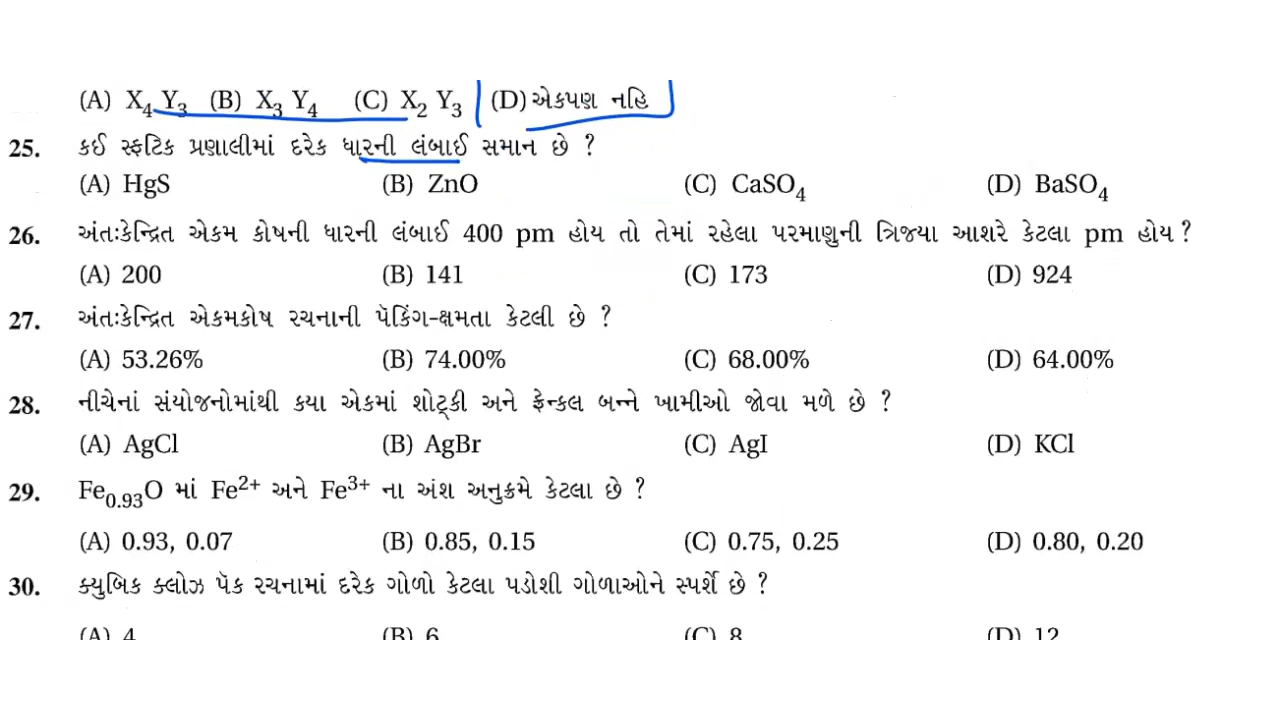 (A) X4 Y3 (B) X3 Y4 (C) X2 Y3 (D) એકપણ નહિ
25. કઈ સ્ફટિક પ્રણાલીમાં દરેક ધારની લંબાઈ સમાન છે ?
(A) HgS (B) ZnO (C) CaSO4 (D) BaSO4
26. અંતઃકેન્દ્રિત એકમ કોષની ધારની લંબાઈ 400 pm હોય તો તેમાં રહેલા પરમાણુની ત્રિજ્યા આશરે કેટલા pm હોય ?
(A) 200 (B) 141 (C) 173 (D) 924
27. અંતઃકેન્દ્રિત એકમકોષ રચનાની પૅકિંગ-ક્ષમતા કેટલી છે ?
(A) 53.26% (B) 74.00% (C) 68.00% (D) 64.00%
28. નીચેનાં સંયોજનોમાંથી કયા એકમાં શોટ્કી અને ફ્રેન્કલ બન્ને ખામીઓ જોવા મળે છે ?
(A) AgCl (B) AgBr (C) AgI (D) KCl
29. Fe0.93O માં Fe2+ અને Fe3+ ના અંશ અનુક્રમે કેટલા છે ?
(A) 0.93, 0.07 (B) 0.85, 0.15 (C) 0.75, 0.25 (D) 0.80, 0.20
30. ક્યુબિક ક્લોઝ પૅક રચનામાં દરેક ગોળો કેટલા પડોશી ગોળાઓને સ્પર્શે છે ?
(A) 4 (B) 6 (C) 8 (D) 12